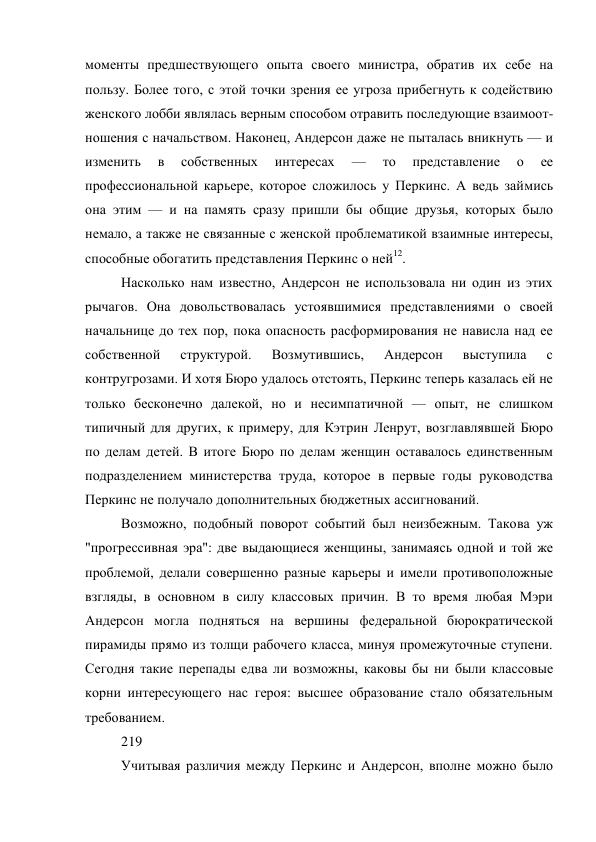 моменты предшествующего опыта своего министра, обратив их себе на
пользу. Более того, с этой точки зрения ее угроза прибегнуть к содействию
женского лобби являлась верным способом отравить последующие взаимоот-
ношения с начальством. Наконец, Андерсон даже не пыталась вникнуть — и
изменить в собственных интересах — то представление о ее
профессиональной карьере, которое сложилось у Перкинс. А ведь займись
она этим — и на память сразу пришли бы общие друзья, которых было
немало, а также не связанные с женской проблематикой взаимные интересы,
способные обогатить представления Перкинс о ней12.
Насколько нам известно, Андерсон не использовала ни один из этих
рычагов. Она довольствовалась устоявшимися представлениями о своей
начальнице до тех пор, пока опасность расформирования не нависла над ее
собственной структурой. Возмутившись, Андерсон выступила с
контругрозами. И хотя Бюро удалось отстоять, Перкинс теперь казалась ей не
только бесконечно далекой, но и несимпатичной — опыт, не слишком
типичный для других, к примеру, для Кэтрин Ленрут, возглавлявшей Бюро
по делам детей. В итоге Бюро по делам женщин оставалось единственным
подразделением министерства труда, которое в первые годы руководства
Перкинс не получало дополнительных бюджетных ассигнований.
Возможно, подобный поворот событий был неизбежным. Такова уж
"прогрессивная эра": две выдающиеся женщины, занимаясь одной и той же
проблемой, делали совершенно разные карьеры и имели противоположные
взгляды, в основном в силу классовых причин. В то время любая Мэри
Андерсон могла подняться на вершины федеральной бюрократической
пирамиды прямо из толщи рабочего класса, минуя промежуточные ступени.
Сегодня такие перепады едва ли возможны, каковы бы ни были классовые
корни интересующего нас героя: высшее образование стало обязательным
требованием.
219
Учитывая различия между Перкинс и Андерсон, вполне можно было